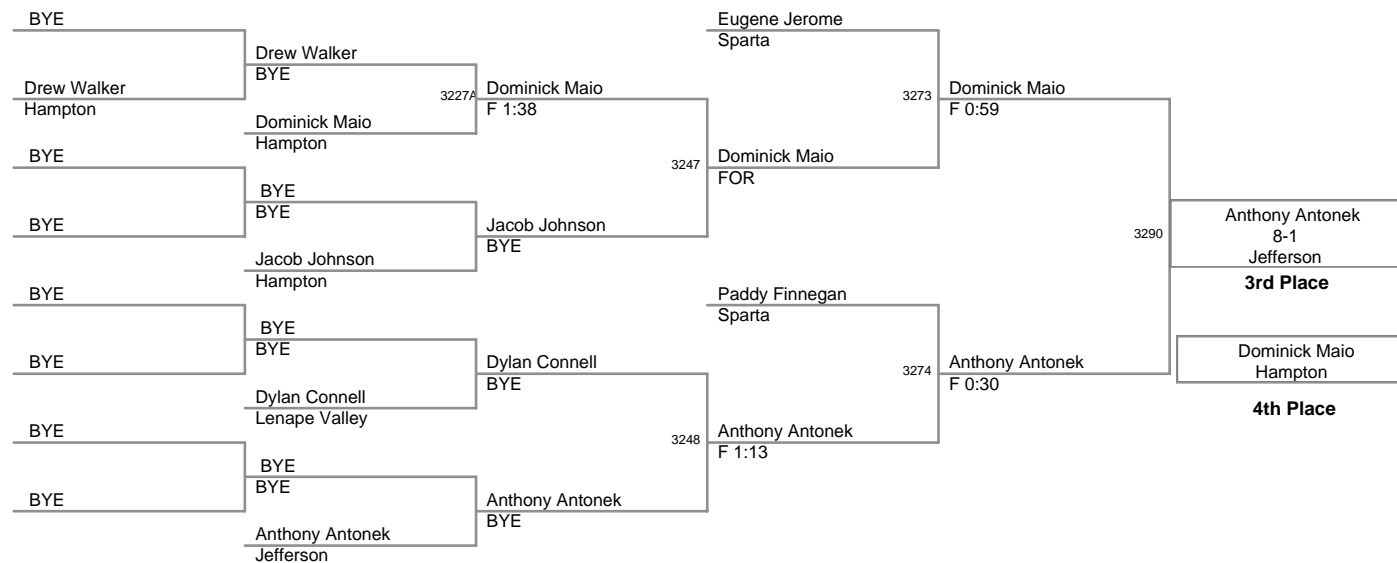 BYE
Drew Walker
Hampton
BYE
BYE
BYE
BYE
BYE
BYE
Drew Walker
BYE
Dominick Maio
Hampton
BYE
BYE
Jacob Johnson
Hampton
BYE
BYE
Dylan Connell
Lenape Valley
BYE
BYE
Anthony Antonek
Jefferson
3227A
Dominick Maio
F 1:38
Jacob Johnson
BYE
Dylan Connell
BYE
Anthony Antonek
BYE
3247
3248
Eugene Jerome
Sparta
Dominick Maio
FOR
Paddy Finnegan
Sparta
Anthony Antonek
F 1:13
3273
3274
Dominick Maio
F 0:59
Anthony Antonek
F 0:30
3290
Anthony Antonek
8-1
Jefferson
3rd Place
Dominick Maio
Hampton
4th Place